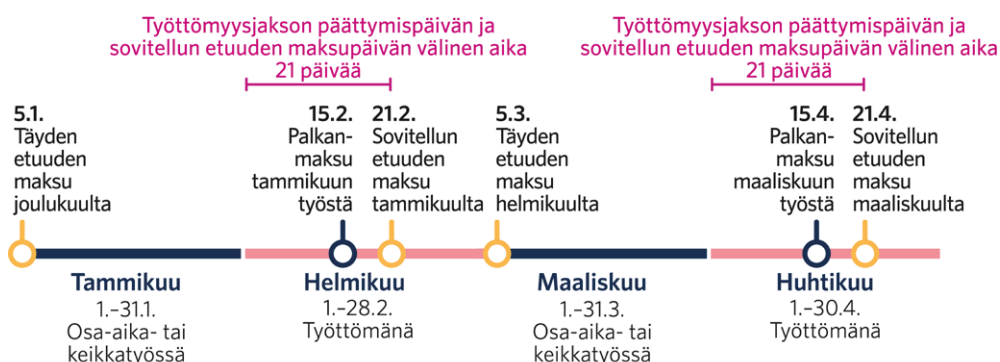 Työttömyysjakson päättymispäivän ja
sovitellun etuuden maksupäivän välinen aika
21 päivää
Työttömyysjakson päättymispäivän ja
sovitellun etuuden maksupäivän välinen aika
21 päivää
5.1.
Täyden
etuuden
maksu
joulukuulta
15.2.
Palkan-
maksu
tammikuun
työstä
21.2.
Sovitellun
etuuden
maksu
tammikuulta
5.3.
Täyden
etuuden
maksu
helmikuulta
15.4.
Palkan-
maksu
maaliskuun
työstä
21.4.
Sovitellun
etuuden
maksu
maaliskuulta
Tammikuu
1.–31.1.
Osa-aika- tai
keikkatyössä
Helmikuu
1.–28.2.
Työttömänä
Maaliskuu
1.–31.3.
Osa-aika- tai
keikkatyössä
Huhtikuu
1.–30.4.
Työttömänä